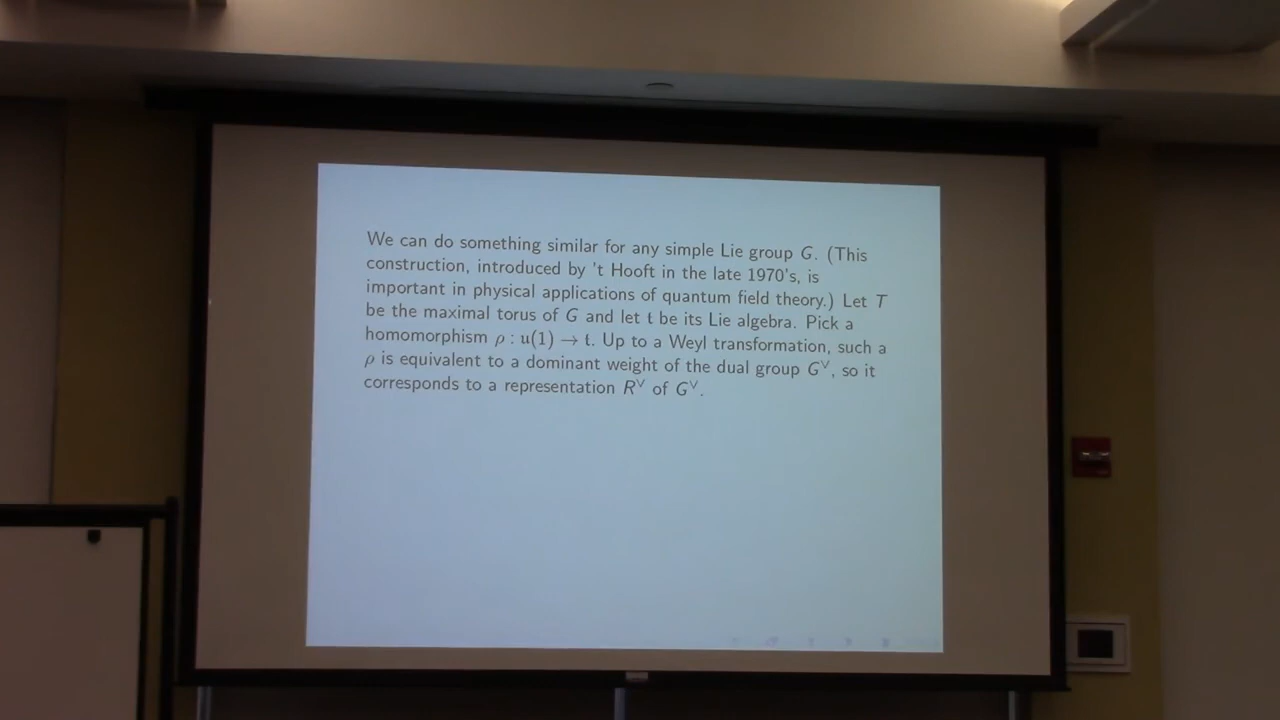 We can do something similar for any simple Lie group G. (This
construction, introduced by 't Hooft in the late 1970's, is
important in physical applications of quantum field theory.) Let T
be the maximal torus of G and let 𝔱 be its Lie algebra. Pick a
homomorphism ρ : 𝔲(1) → 𝔱. Up to a Weyl transformation, such a
ρ is equivalent to a dominant weight of the dual group G^∨, so it
corresponds to a representation R^∨ of G^∨.